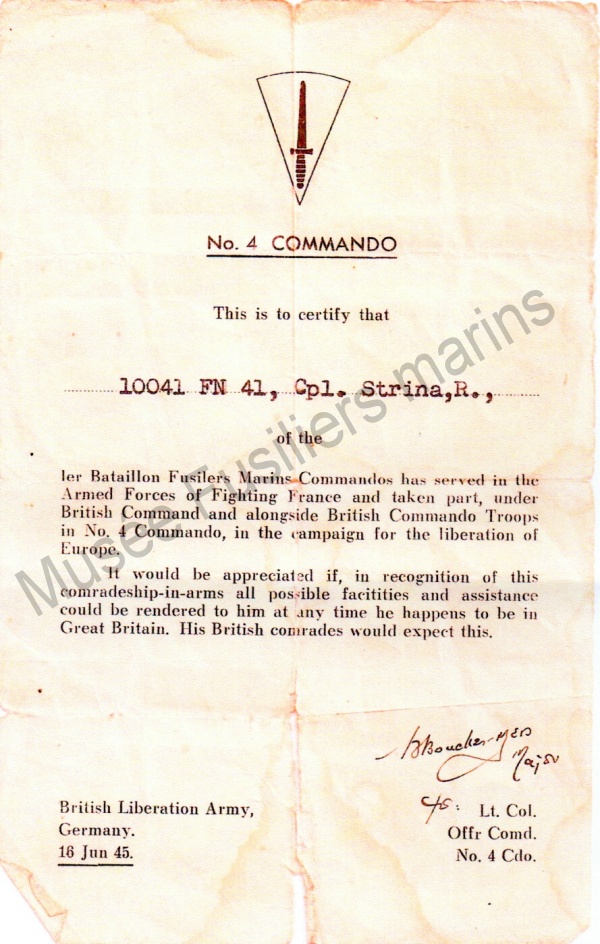 No. 4 COMMANDO
This is to certify that
10041 FN 41, Cpl. Strina,R.,
of the
1er Bataillon Fusilers Marins Commandos has served in the
Armed Forces of Fighting France and taken part, under
British Command and alongside British Commando Troops
in No. 4 Commando, in the campaign for the liberation of
Europe.
It would be appreciated if, in recognition of this
comradeship-in-arms all possible facitities and assistance
could be rendered to him at any time he happens to be in
Great Britain. His British comrades would expect this.
Boucher-Myers
Major
British Liberation Army,
Germany.
16 Jun 45.
Lt. Col.
Offr Comd.
No. 4 Cdo.
Musée Fusiliers marins